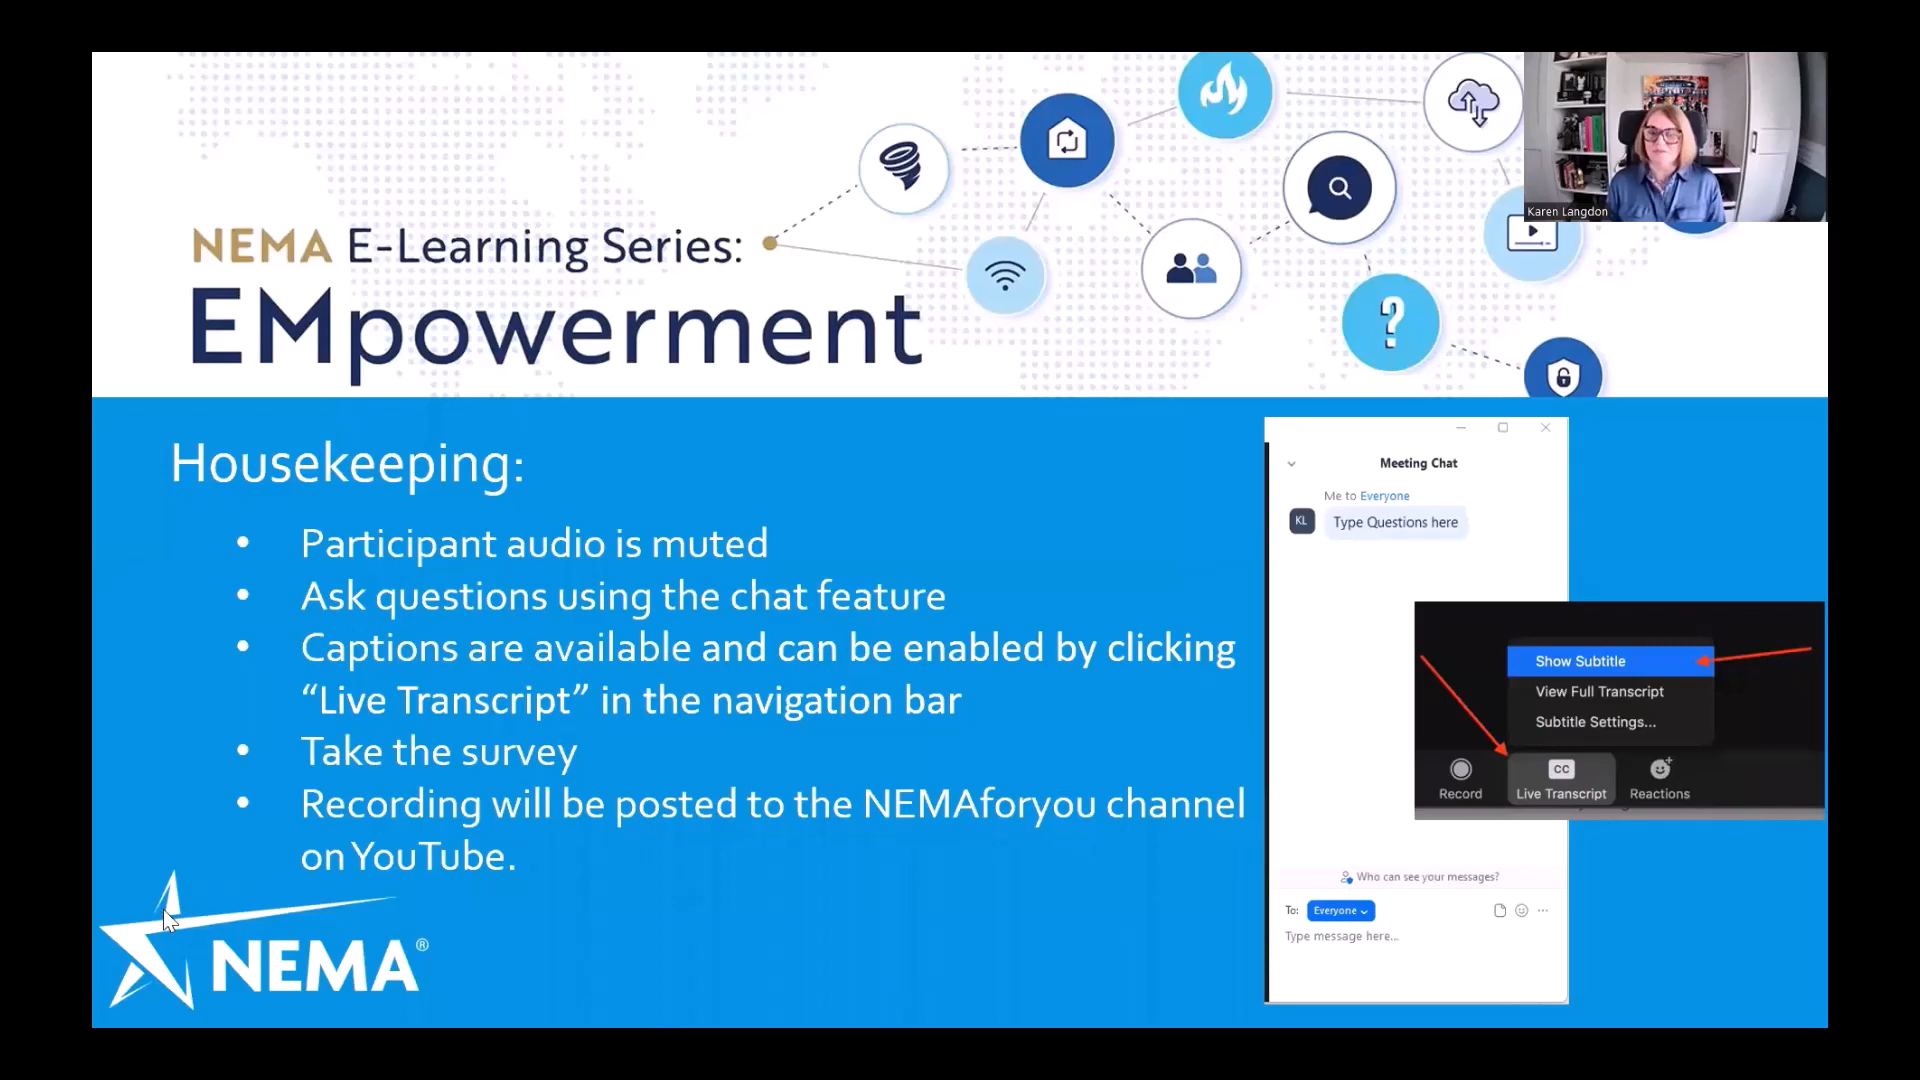 NEMA E-Learning Series:
EMpowerment
Karen Langdon
Housekeeping:
• Participant audio is muted
• Ask questions using the chat feature
• Captions are available and can be enabled by clicking
“Live Transcript” in the navigation bar
• Take the survey
• Recording will be posted to the NEMAforyou channel
on YouTube.
NEMA®
Meeting Chat
Me to Everyone
KL
Type Questions here
Show Subtitle
View Full Transcript
Subtitle Settings...
CC
Record
Live Transcript
Reactions
Who can see your messages?
To: Everyone
Type message here...